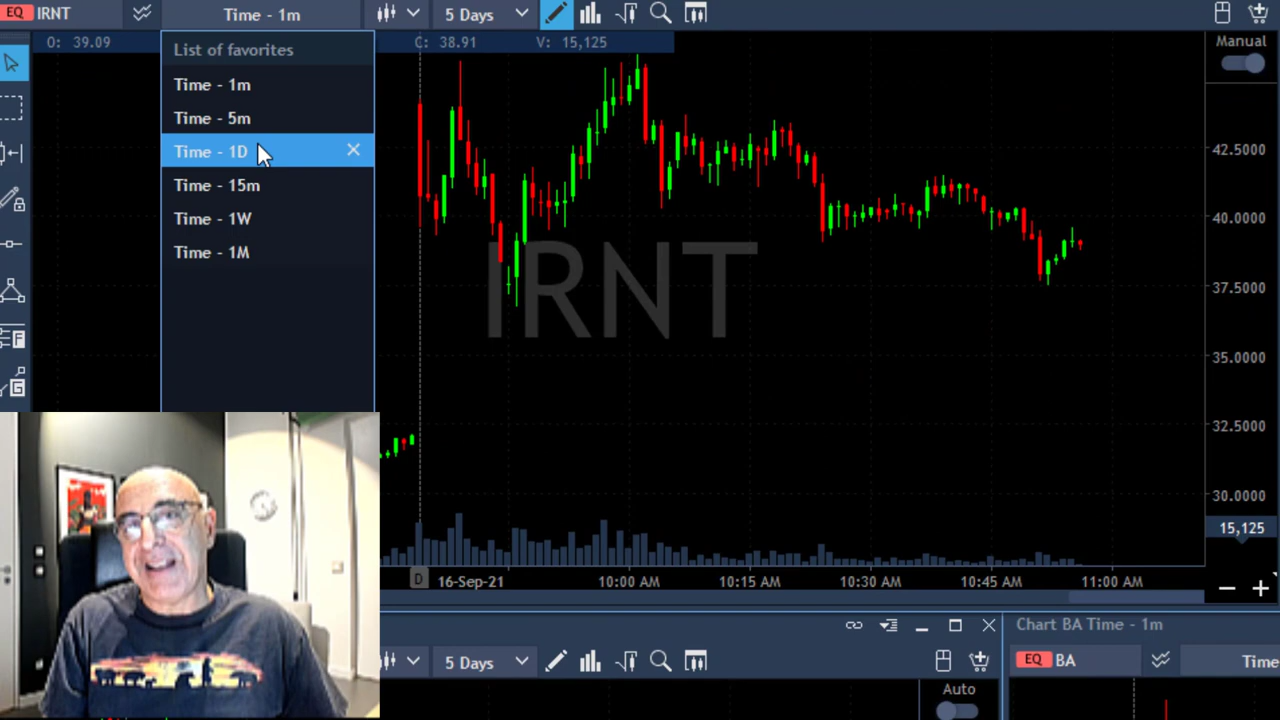 EQ IRNT Time - 1m 5 Days
O: 39.09 C: 38.91 V: 15,125
Manual
List of favorites
Time - 1m
Time - 5m
Time - 1D
Time - 15m
Time - 1W
Time - 1M
IRNT
42.5000
40.0000
37.5000
35.0000
32.5000
30.0000
15,125
F
G
D 16-Sep-21 10:00 AM 10:15 AM 10:30 AM 10:45 AM 11:00 AM
Chart BA Time - 1m
5 Days
EQ BA Time
Auto